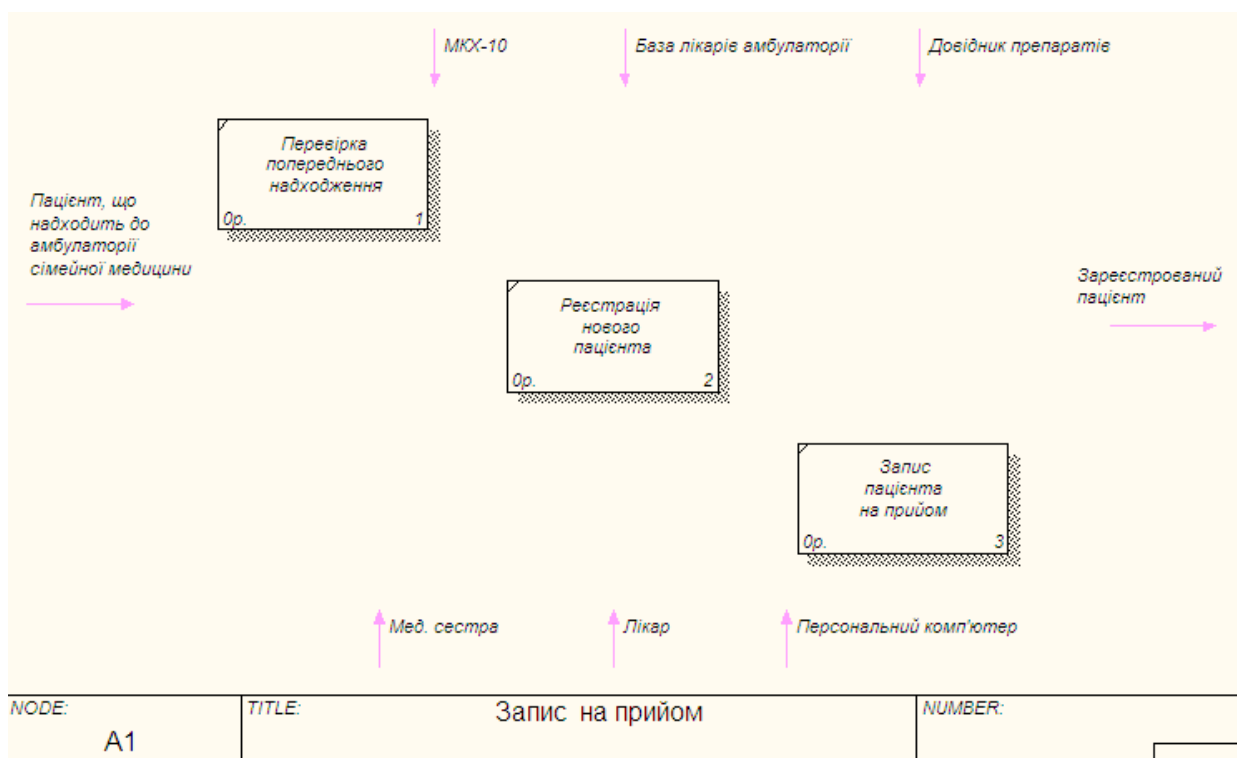 МКХ-10
База лікарів амбулаторії
Довідник препаратів
Перевірка
попереднього
надходження
0р.
1
Пацієнт, що
надходить до
амбулаторії
сімейної медицини
Реєстрація
нового
пацієнта
0р.
2
Зареєстрований
пацієнт
Запис
пацієнта
на прийом
0р.
3
Мед. сестра
Лікар
Персональний комп'ютер
NODE:
A1
TITLE:
Запис на прийом
NUMBER: